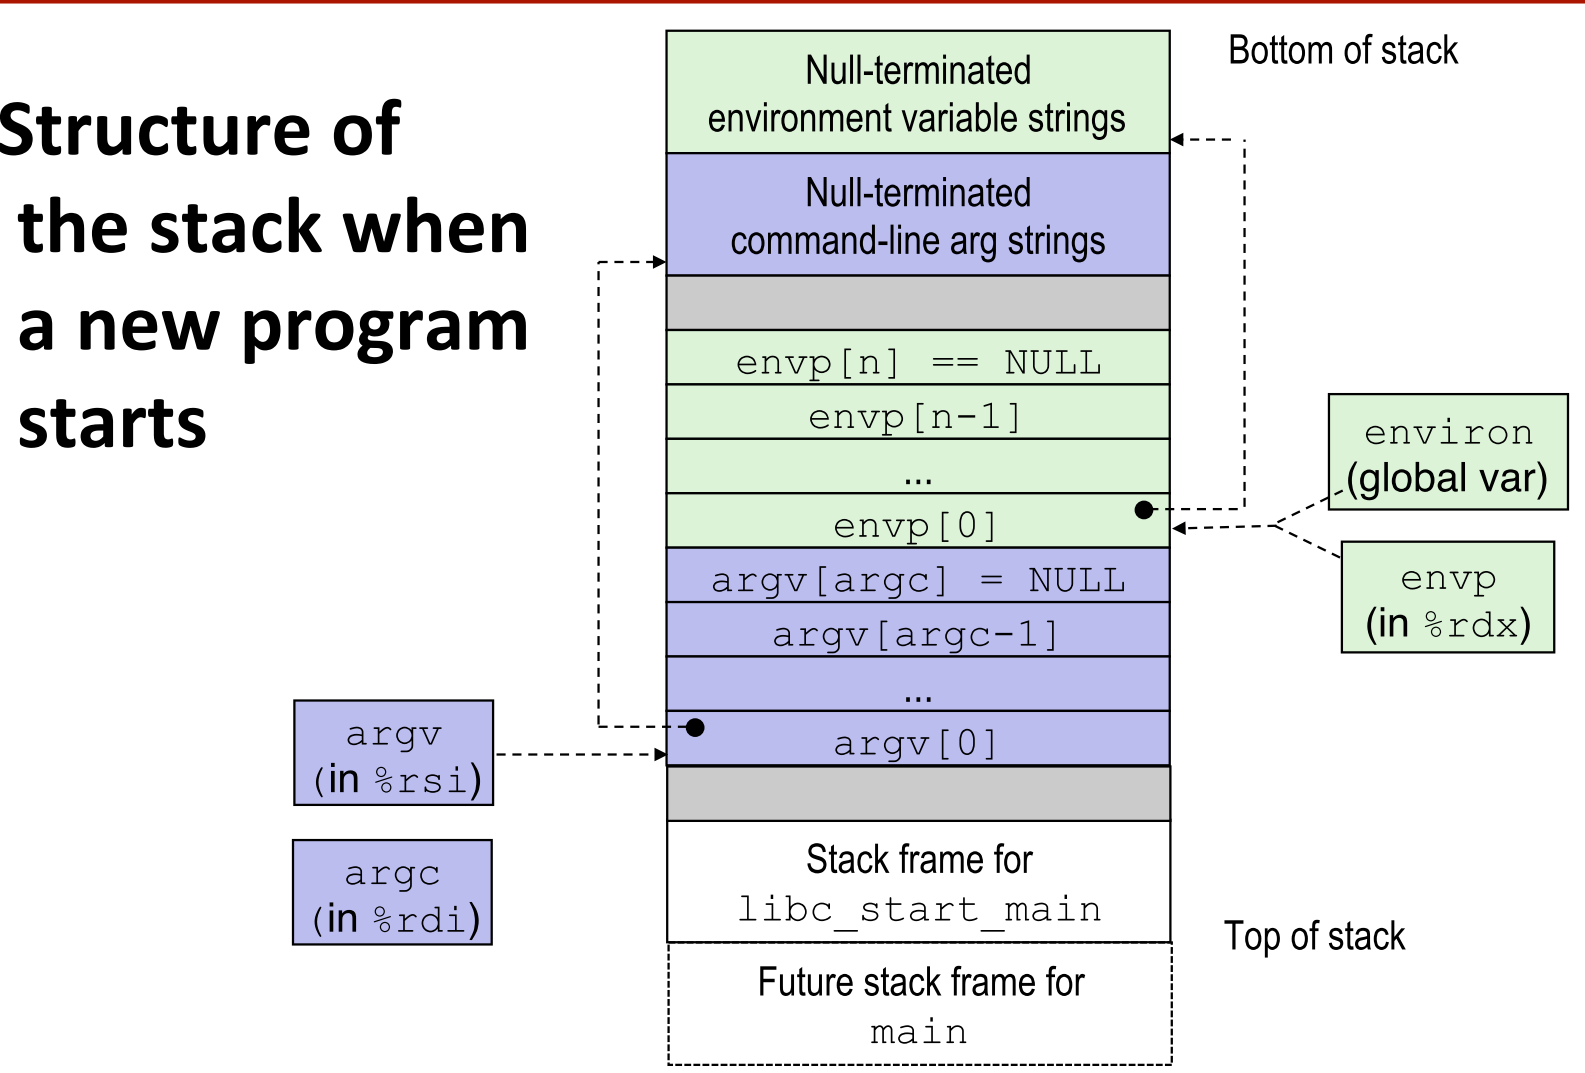 Structure of
the stack when
a new program
starts
Bottom of stack
Null-terminated
environment variable strings
Null-terminated
command-line arg strings
envp[n] == NULL
envp[n-1]
...
envp[0]
environ
(global var)
envp
(in %rdx)
argv[argc] = NULL
argv[argc-1]
...
argv[0]
argv
(in %rsi)
argc
(in %rdi)
Stack frame for
libc_start_main
Top of stack
Future stack frame for
main